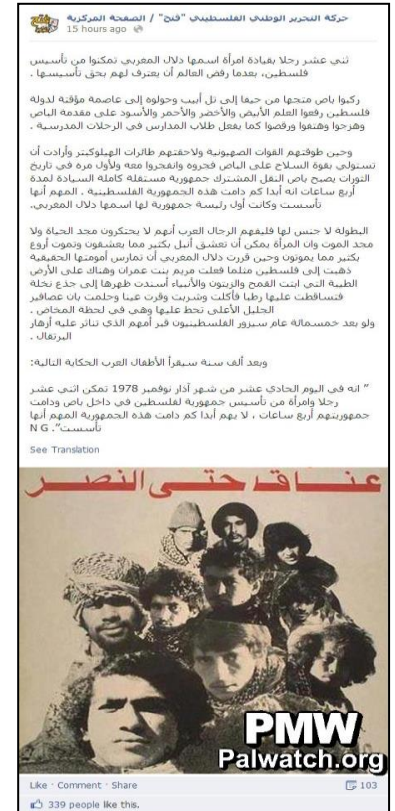 حركة التحرير الوطني الفلسطيني "فتح" / الصفحة المركزية
15 hours ago
ثني عشر رجلا بقيادة امرأة اسمها دلال المغربي تمكنوا من تأسيس
فلسطين، بعدما رفض العالم أن يعترف لهم بحق تأسيسها .
ركبوا باص متجها من حيفا إلى تل أبيب وحولوه إلى عاصمة مؤقتة لدولة
فلسطين رفعوا العلم الأبيض والأخضر والأحمر والأسود على مقدمة الباص
وهزجوا وهتفوا ورقصوا كما يفعل طلاب المدارس في الرحلات المدرسية .
وحين طوقتهم القوات الصهيونية ولاحقتهم طائرات الهيلوكيتر وأرادت أن
تستولي بقوة السلاح على الباص فجروه وانفجروا معه ولأول مره في تاريخ
الثورات يصبح باص النقل المشترك جمهورية مستقلة كاملة السيادة لمدة
أربع ساعات انه أبدا كم دامت هذه الجمهورية الفلسطينية . المهم أنها
تأسست وكانت أول رئيسة جمهورية لها اسمها دلال المغربي.
البطولة لا جنس لها فليفهم الرجال العرب أنهم لا يحتكرون مجد الحياة ولا
مجد الموت وان المرأة يمكن أن تعشق أنبل بكثير مما يعشقون وتموت أروع
بكثير مما يموتون وحين قررت دلال المغربي أن تمارس أمومتها الحقيقية
ذهبت إلى فلسطين مثلما فعلت مريم بنت عمران وهناك على الأرض
الطيبة التي ابتت القمح والزيتون والأنبياء أسندت ظهرها إلى جذع نخلة
فتساقطت عليها رطبا فأكلت وشربت وقرت عينا وحلمت بان عصافير
الجليل الأعلى تحط عليها وهي في لحظة المخاض .
ولو بعد خمسمائة عام سيزور الفلسطينيون قبر أمهم الذي تناثر عليه أزهار
البرتقال .
وبعد ألف سنة سيقرأ الأطفال العرب الحكاية التالية:
" انه في اليوم الحادي عشر من شهر آذار نوفمبر 1978 تمكن اثني عشر
رجلا وامرأة من تأسيس جمهورية لفلسطين في داخل باص ودامت
جمهوريتهم أربع ساعات ، لا يهم أبدا كم دامت هذه الجمهورية المهم أنها
تأسست". N G
See Translation
عناق حتى النصر
PMW
Palwatch.org
Like · Comment · Share
103
339 people like this.